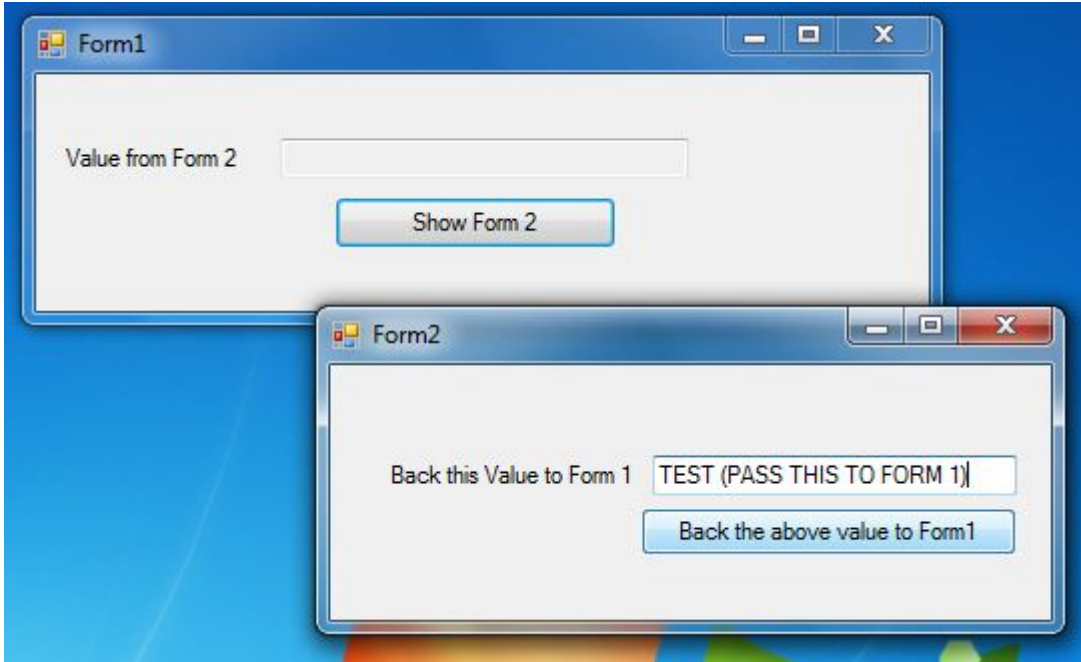 Form1
Value from Form 2
Show Form 2
Form2
Back this Value to Form 1 TEST (PASS THIS TO FORM 1)
Back the above value to Form1